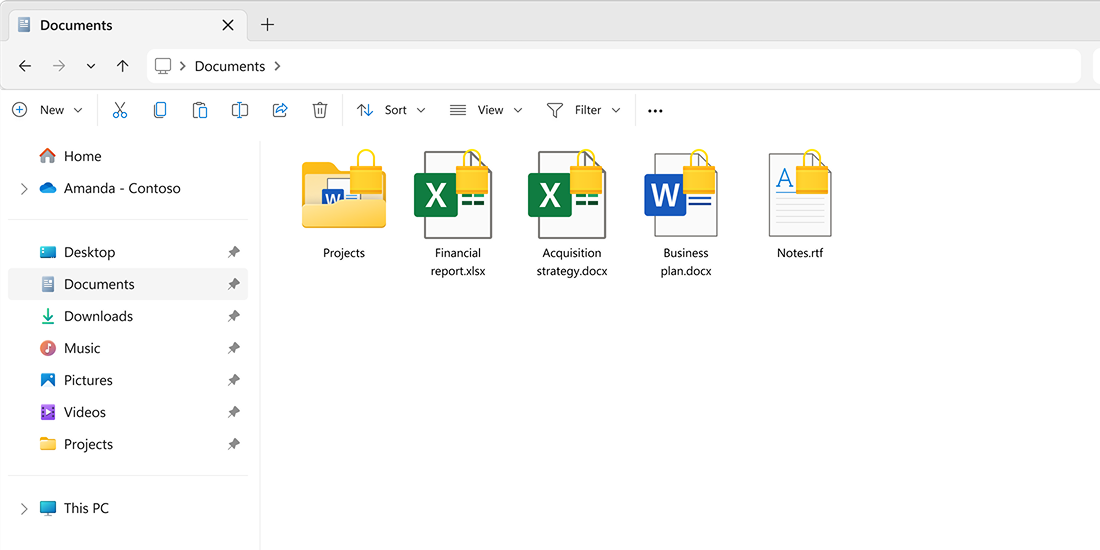 Documents
Documents
New Sort View Filter
Home
Amanda - Contoso
Desktop
Documents
Downloads
Music
Pictures
Videos
Projects
This PC
Projects
X
Financial
report.xlsx
X
Acquisition
strategy.docx
W
W
Business
plan.docx
A
Notes.rtf